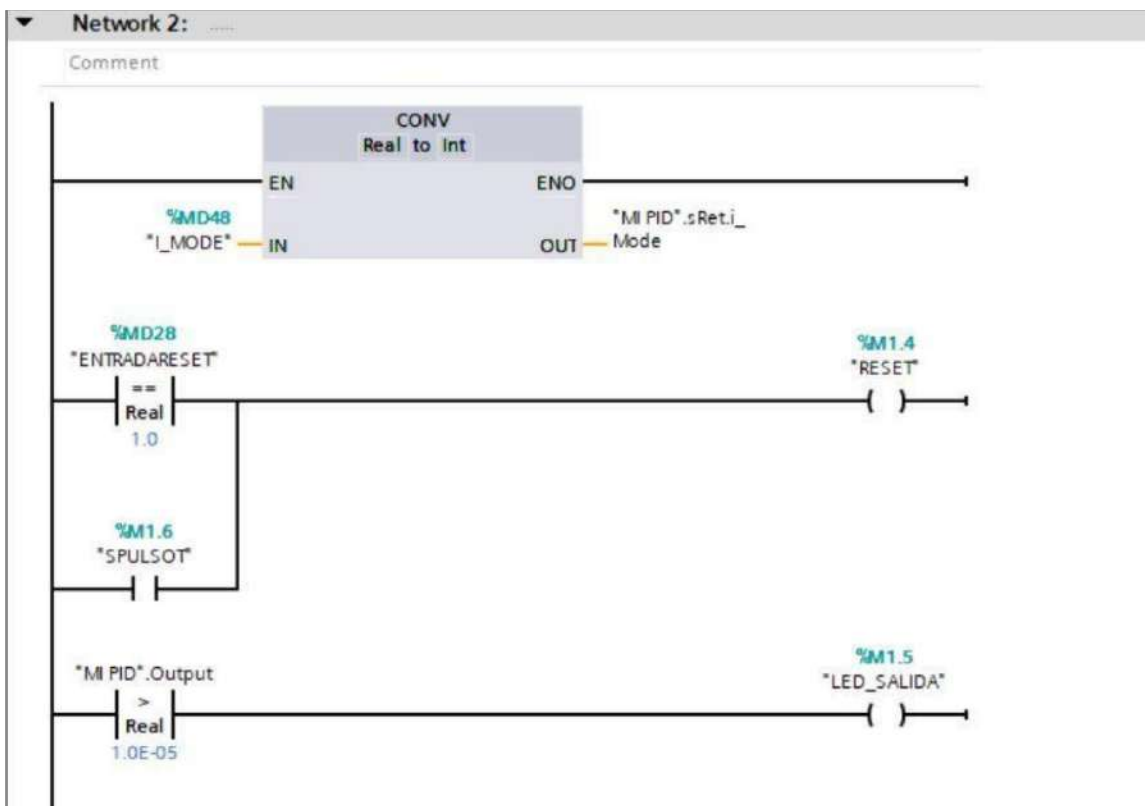 Network 2: .....
Comment
CONV
Real to Int
EN
ENO
%MD48
"I_MODE"
IN
OUT
"MI PID".sRet.i_
Mode
%MD28
"ENTRADARESET"
==
Real
1.0
%M1.4
"RESET"
%M1.6
"SPULSOT"
"MI PID".Output
>
Real
1.0E-05
%M1.5
"LED_SALIDA"